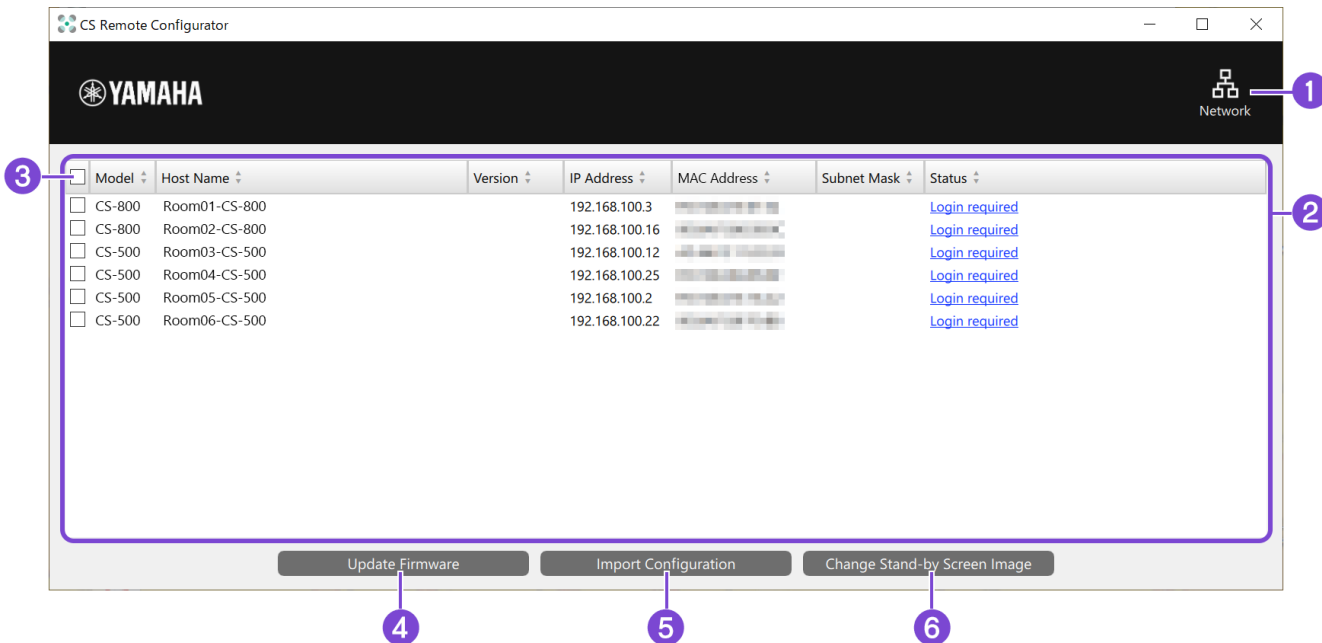 CS Remote Configurator
YAMAHA
Network
1
3
Model Host Name Version IP Address MAC Address Subnet Mask Status
2
CS-800 Room01-CS-800 192.168.100.3 Login required
CS-800 Room02-CS-800 192.168.100.16 Login required
CS-500 Room03-CS-500 192.168.100.12 Login required
CS-500 Room04-CS-500 192.168.100.25 Login required
CS-500 Room05-CS-500 192.168.100.2 Login required
CS-500 Room06-CS-500 192.168.100.22 Login required
Update Firmware Import Configuration Change Stand-by Screen Image
4 5 6